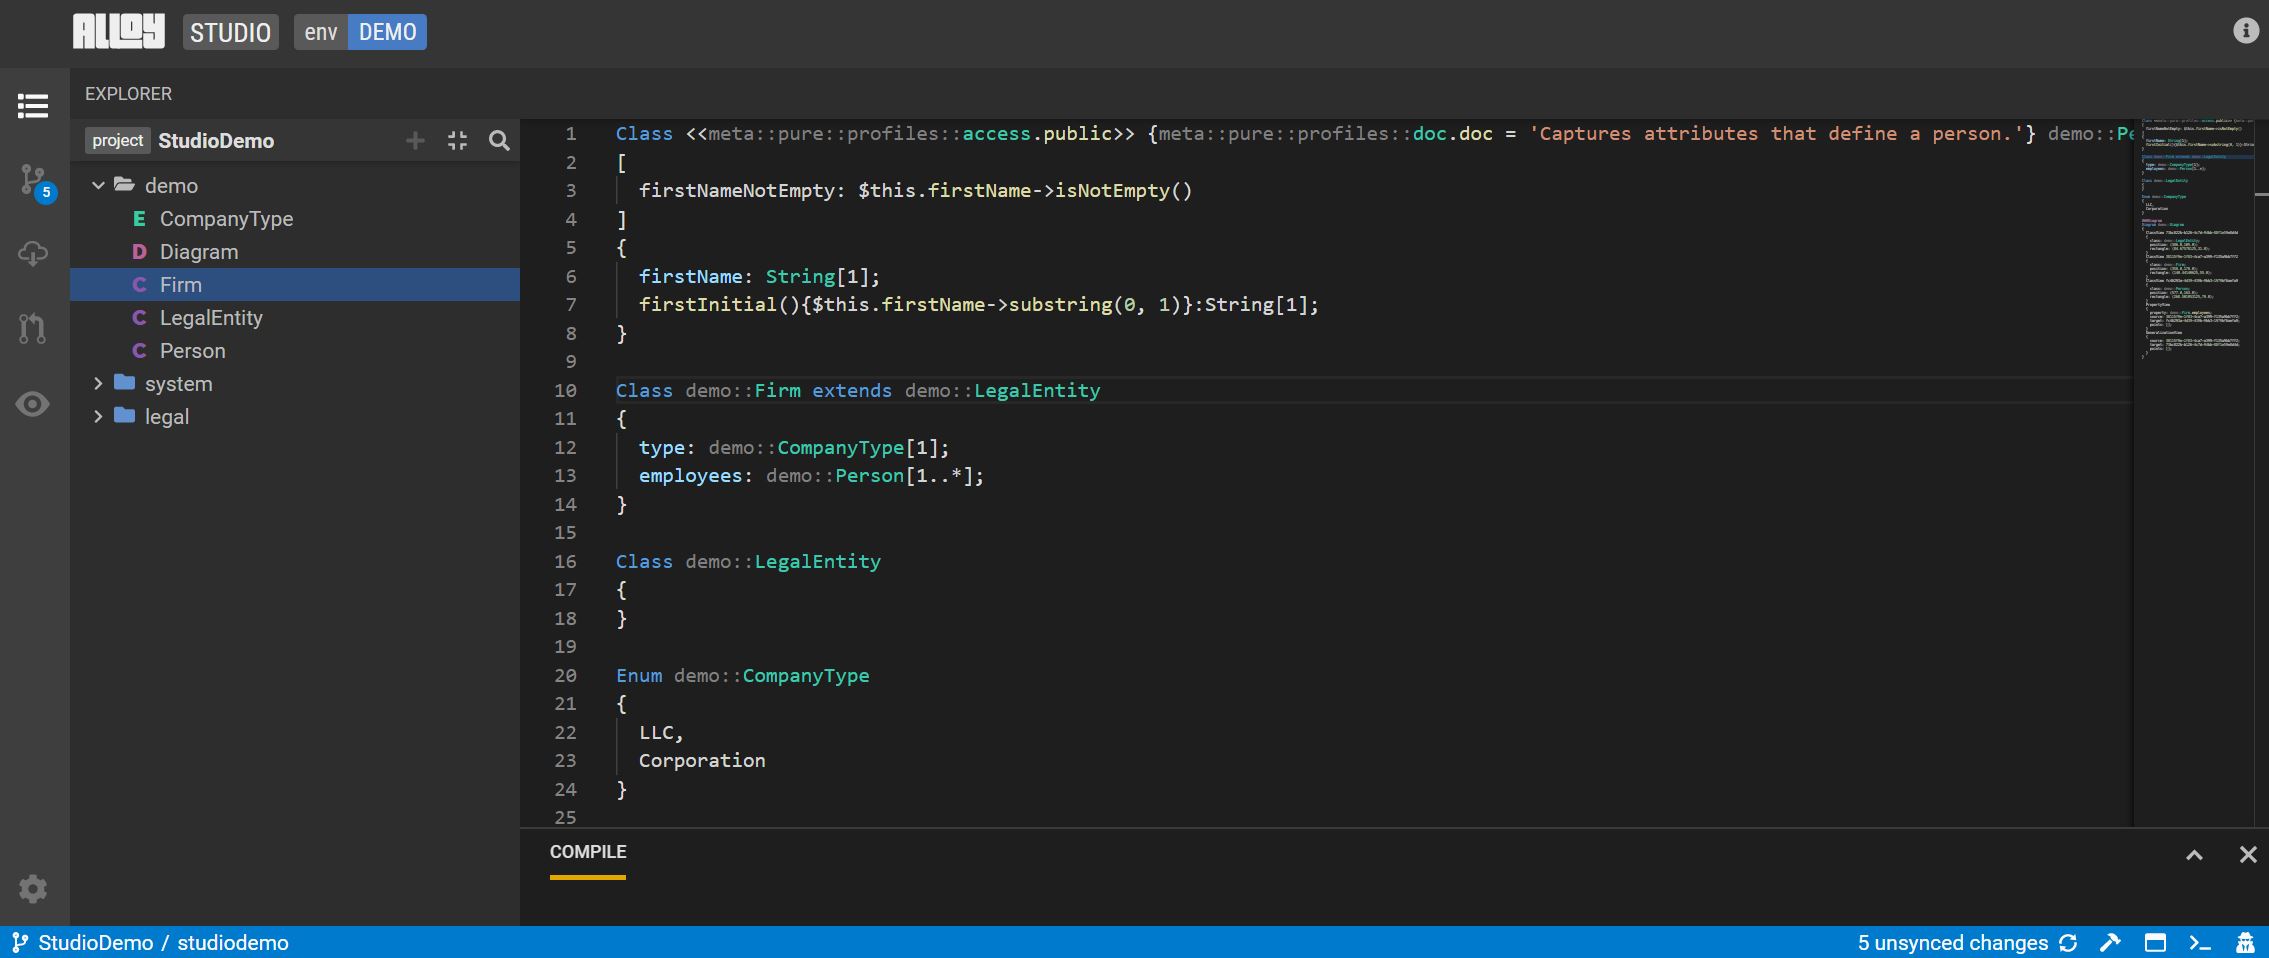 ALLOY STUDIO env DEMO
EXPLORER
project StudioDemo
5
demo
E CompanyType
D Diagram
C Firm
C LegalEntity
C Person
system
legal
1 Class <<meta::pure::profiles::access.public>> {meta::pure::profiles::doc.doc = 'Captures attributes that define a person.'} demo::Pe
2 [
3 firstNameNotEmpty: $this.firstName->isNotEmpty()
4 ]
5 {
6 firstName: String[1];
7 firstInitial(){$this.firstName->substring(0, 1)}:String[1];
8 }
9
10 Class demo::Firm extends demo::LegalEntity
11 {
12 type: demo::CompanyType[1];
13 employees: demo::Person[1..*];
14 }
15
16 Class demo::LegalEntity
17 {
18 }
19
20 Enum demo::CompanyType
21 {
22 LLC,
23 Corporation
24 }
25
COMPILE
StudioDemo / studiodemo
5 unsynced changes